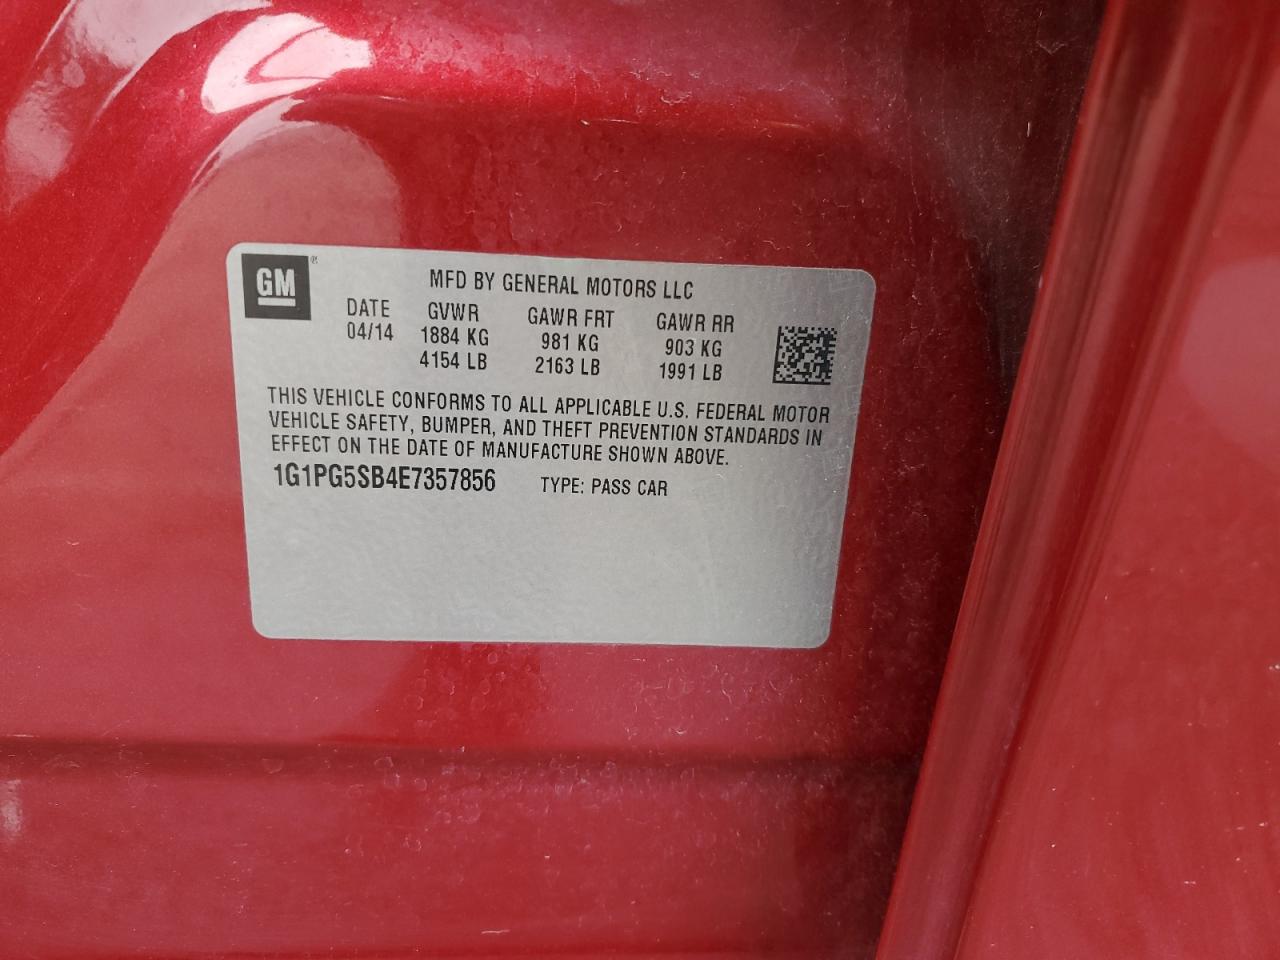 GM ®
MFD BY GENERAL MOTORS LLC
DATE GVWR GAWR FRT GAWR RR
04/14 1884 KG 981 KG 903 KG
4154 LB 2163 LB 1991 LB
THIS VEHICLE CONFORMS TO ALL APPLICABLE U.S. FEDERAL MOTOR
VEHICLE SAFETY, BUMPER, AND THEFT PREVENTION STANDARDS IN
EFFECT ON THE DATE OF MANUFACTURE SHOWN ABOVE.
1G1PG5SB4E7357856 TYPE: PASS CAR